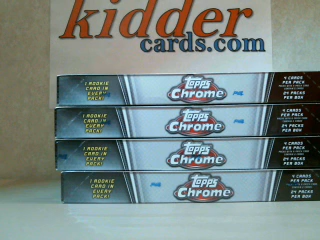 kidder
cards.com
1 ROOKIE
CARD IN
EVERY
PACK!
Topps
Chrome
4 CARDS
PER PACK
24 PACKS
PER BOX
1 ROOKIE
CARD IN
EVERY
PACK!
Topps
Chrome
4 CARDS
PER PACK
24 PACKS
PER BOX
1 ROOKIE
CARD IN
EVERY
PACK!
Topps
Chrome
4 CARDS
PER PACK
24 PACKS
PER BOX
1 ROOKIE
CARD IN
EVERY
PACK!
Topps
Chrome
4 CARDS
PER PACK
24 PACKS
PER BOX